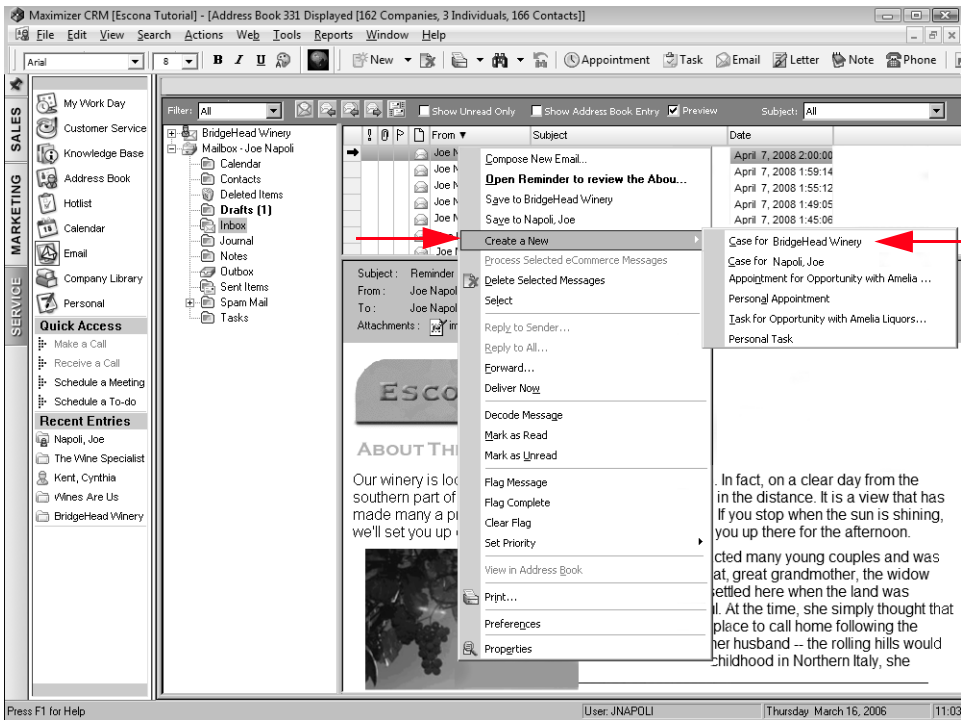 Maximizer CRM [Escona Tutorial] - [Address Book 331 Displayed [162 Companies, 3 Individuals, 166 Contacts]]
File Edit View Search Actions Web Tools Reports Window Help
Arial 8 B I U New Appointment Task Email Letter Note Phone
SALES
MARKETING
SERVICE
My Work Day
Customer Service
Knowledge Base
Address Book
Hotlist
Calendar
Email
Company Library
Personal
Quick Access
Make a Call
Receive a Call
Schedule a Meeting
Schedule a To-do
Recent Entries
Napoli, Joe
The Wine Specialist
Kent, Cynthia
Wines Are Us
BridgeHead Winery
Filter: All Show Unread Only Show Address Book Entry Preview Subject: All
BridgeHead Winery
Mailbox - Joe Napoli
Calendar
Contacts
Deleted Items
Drafts (1)
Inbox
Journal
Notes
Outbox
Sent Items
Spam Mail
Tasks
From Subject Date
Joe N April 7, 2008 2:00:00
Joe N April 7, 2008 1:59:14
Joe N April 7, 2008 1:55:12
Joe N April 7, 2008 1:49:05
Joe N April 7, 2008 1:45:06
Joe N
Subject: Reminder
From: Joe Napol
To: Joe Napol
Attachments: im
Compose New Email...
Open Reminder to review the Abou...
Save to BridgeHead Winery
Save to Napoli, Joe
Create a New
Process Selected eCommerce Messages
Delete Selected Messages
Select
Reply to Sender...
Reply to All...
Forward...
Deliver Now
Decode Message
Mark as Read
Mark as Unread
Flag Message
Flag Complete
Clear Flag
Set Priority
View in Address Book
Print...
Preferences
Properties
Case for BridgeHead Winery
Case for Napoli, Joe
Appointment for Opportunity with Amelia ...
Personal Appointment
Task for Opportunity with Amelia Liquors...
Personal Task
ESCO
ABOUT TH
Our winery is loc . In fact, on a clear day from the
southern part of in the distance. It is a view that has
made many a pr If you stop when the sun is shining,
we'll set you up you up there for the afternoon.
cted many young couples and was
at, great grandmother, the widow
settled here when the land was
ul. At the time, she simply thought that
place to call home following the
her husband -- the rolling hills would
childhood in Northern Italy, she
Press F1 for Help User: JNAPOLI Thursday March 16, 2006 11:03